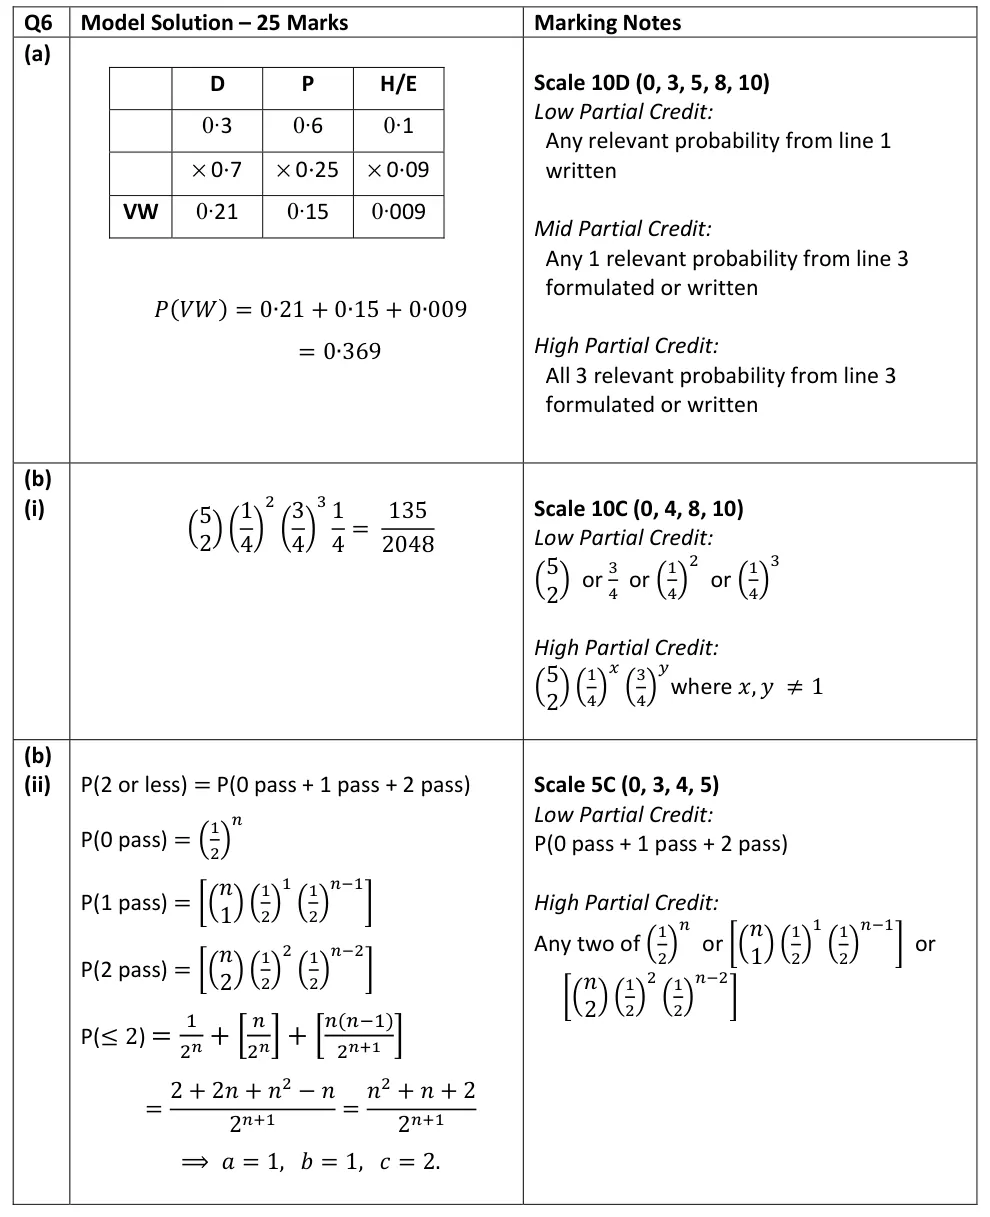 Q6 Model Solution – 25 Marks Marking Notes
(a)
D P H/E
0·3 0·6 0·1
× 0·7 × 0·25 × 0·09
VW 0·21 0·15 0·009
P(VW) = 0·21 + 0·15 + 0·009
= 0·369
Scale 10D (0, 3, 5, 8, 10)
Low Partial Credit:
Any relevant probability from line 1
written
Mid Partial Credit:
Any 1 relevant probability from line 3
formulated or written
High Partial Credit:
All 3 relevant probability from line 3
formulated or written
(b)
(i)
(5 2) (1/4)^2 (3/4)^3 1/4 = 135/2048
Scale 10C (0, 4, 8, 10)
Low Partial Credit:
(5 2) or 3/4 or (1/4)^2 or (1/4)^3
High Partial Credit:
(5 2) (1/4)^x (3/4)^y where x, y ≠ 1
(b)
(ii)
P(2 or less) = P(0 pass + 1 pass + 2 pass)
P(0 pass) = (1/2)^n
P(1 pass) = [(n 1) (1/2)^1 (1/2)^{n−1}]
P(2 pass) = [(n 2) (1/2)^2 (1/2)^{n−2}]
P(≤ 2) = 1/2^n + [n/2^n] + [n(n−1)/2^{n+1}]
= (2 + 2n + n^2 − n)/2^{n+1} = (n^2 + n + 2)/2^{n+1}
⟹ a = 1, b = 1, c = 2.
Scale 5C (0, 3, 4, 5)
Low Partial Credit:
P(0 pass + 1 pass + 2 pass)
High Partial Credit:
Any two of (1/2)^n or [(n 1) (1/2)^1 (1/2)^{n−1}] or
[(n 2) (1/2)^2 (1/2)^{n−2}]